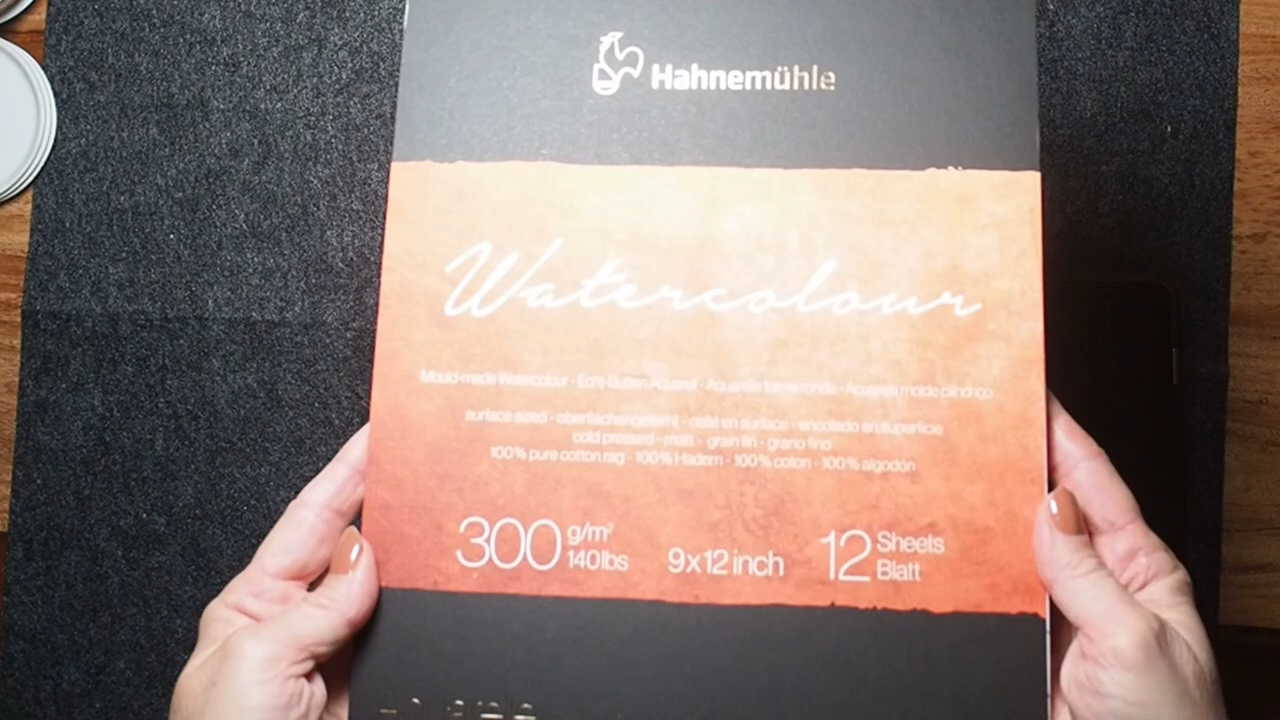 Hahnemühle
Watercolour
Mould-made Watercolour - Echt-Bütten Aquarell - Aquarelle forme ronde - Acuarela molde cilíndrico
surface sized - oberflächengeleimt - collé en surface - encolado en superficie
cold pressed - matt - grain fin - grano fino
100% pure cotton rag - 100% Hadern - 100% coton - 100% algodón
300 g/m²
140 lbs
9x12 inch
12 Sheets
Blatt